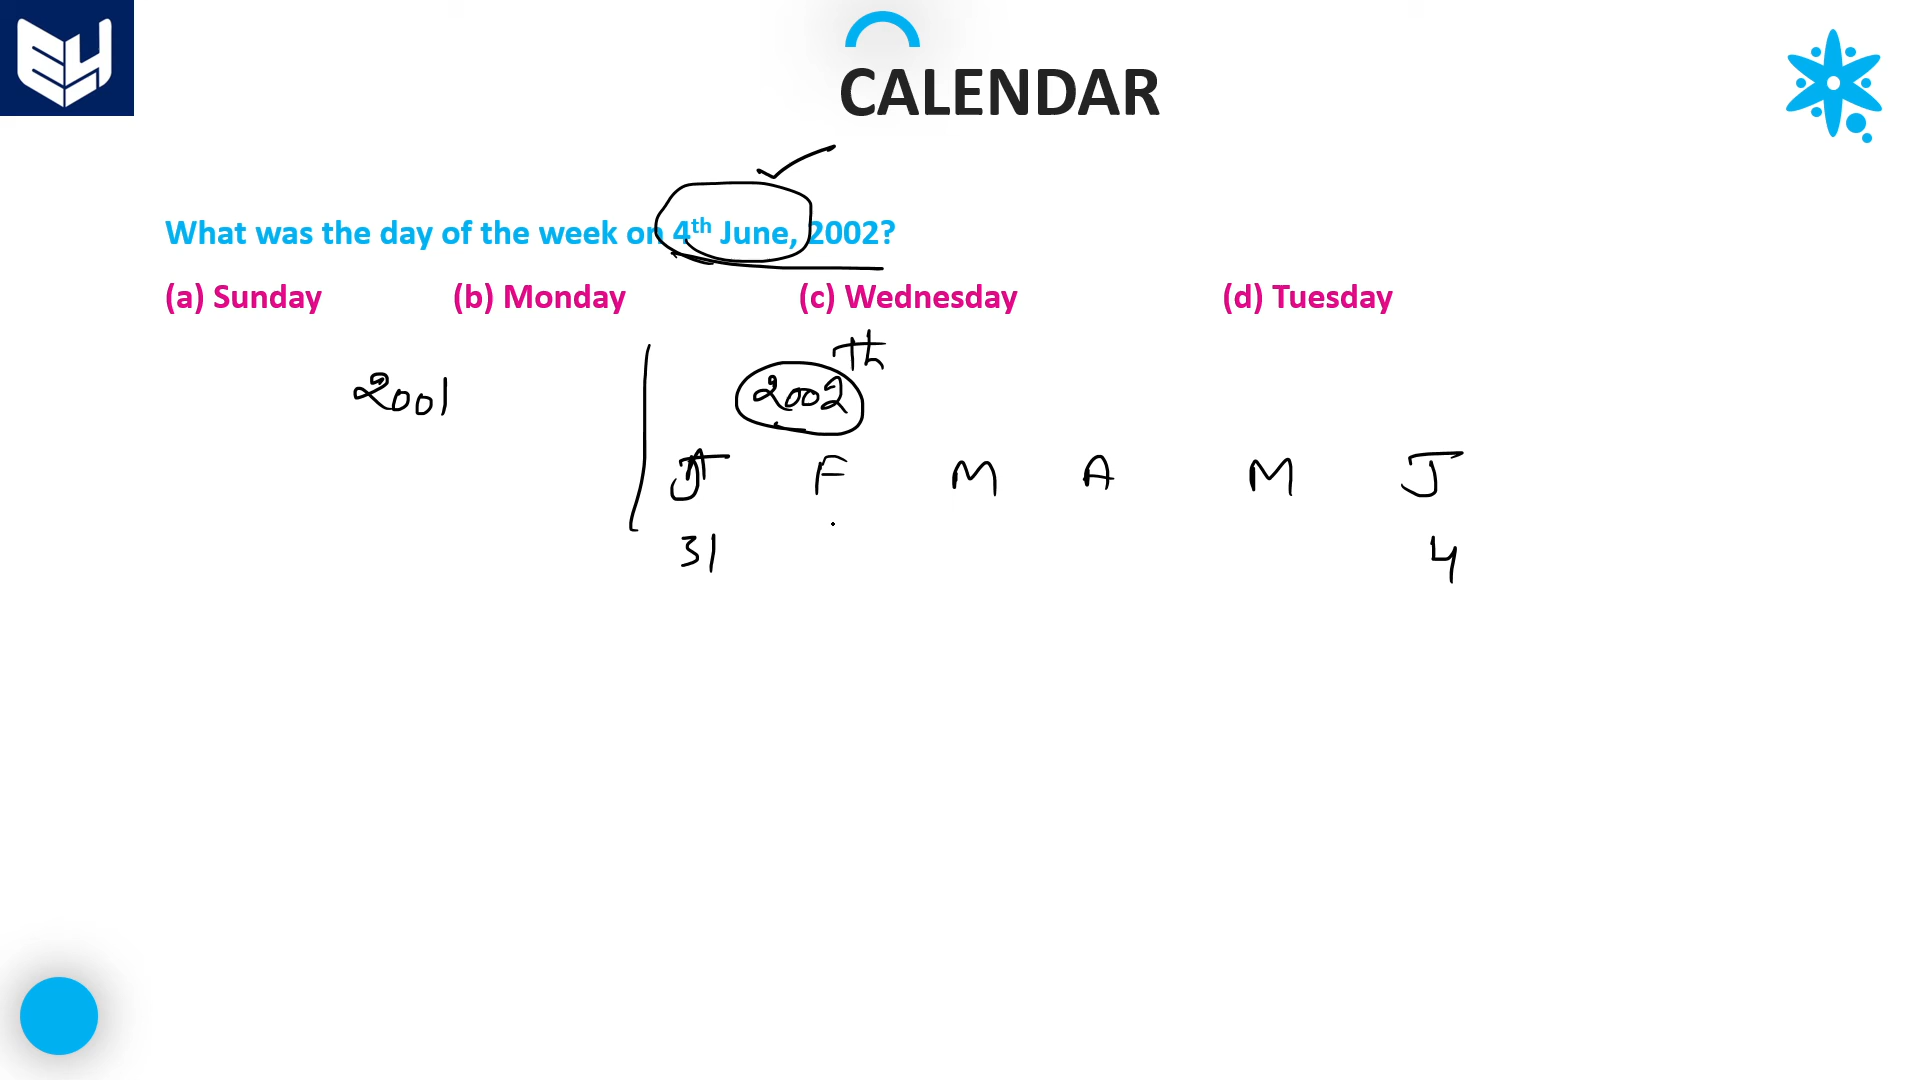 CALENDAR
What was the day of the week on 4th June, 2002?
(a) Sunday (b) Monday (c) Wednesday (d) Tuesday
2001 2002 Th
J F M A M J
31 4